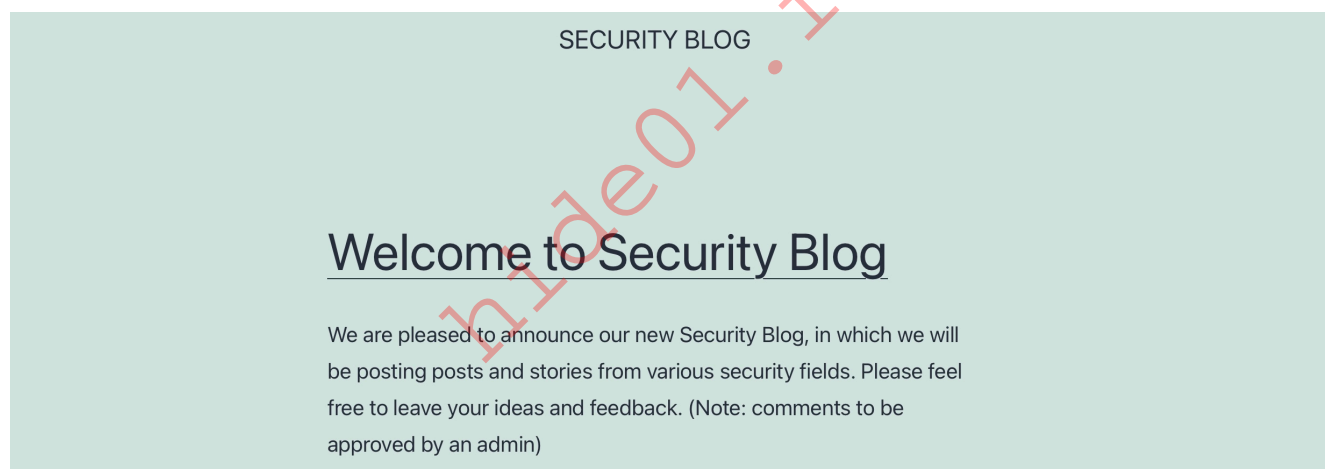 SECURITY BLOG
Welcome to Security Blog
We are pleased to announce our new Security Blog, in which we will
be posting posts and stories from various security fields. Please feel
free to leave your ideas and feedback. (Note: comments to be
approved by an admin)
hide01.i